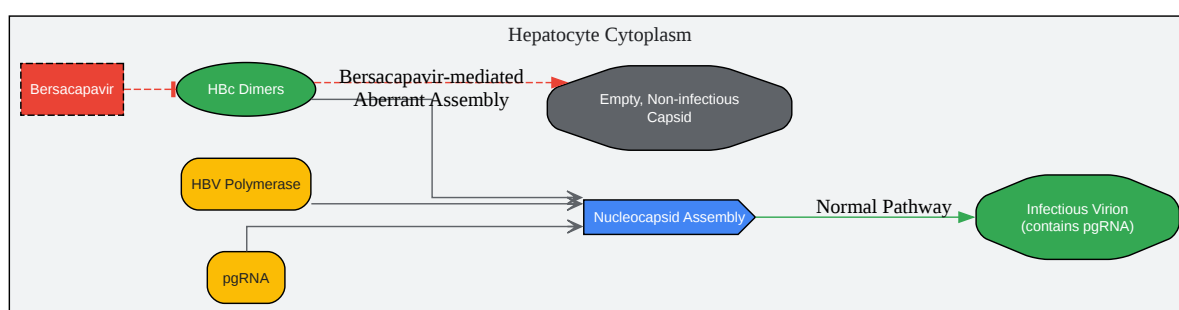 Hepatocyte Cytoplasm
Bersacapavir
HBc Dimers
Bersacapavir-mediated
Aberrant Assembly
Empty, Non-infectious
Capsid
HBV Polymerase
Nucleocapsid Assembly
Normal Pathway
Infectious Virion
(contains pgRNA)
pgRNA